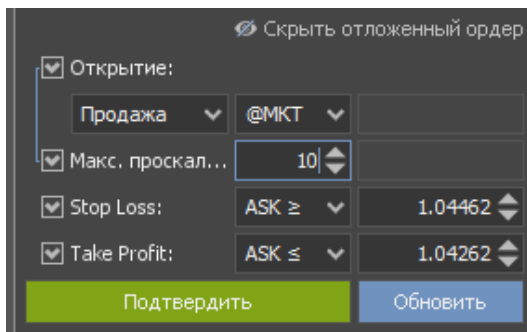 Скрыть отложенный ордер
Открытие:
Продажа @MKT
Макс. проскал... 10
Stop Loss: ASK ≥ 1.04462
Take Profit: ASK ≤ 1.04262
Подтвердить Обновить